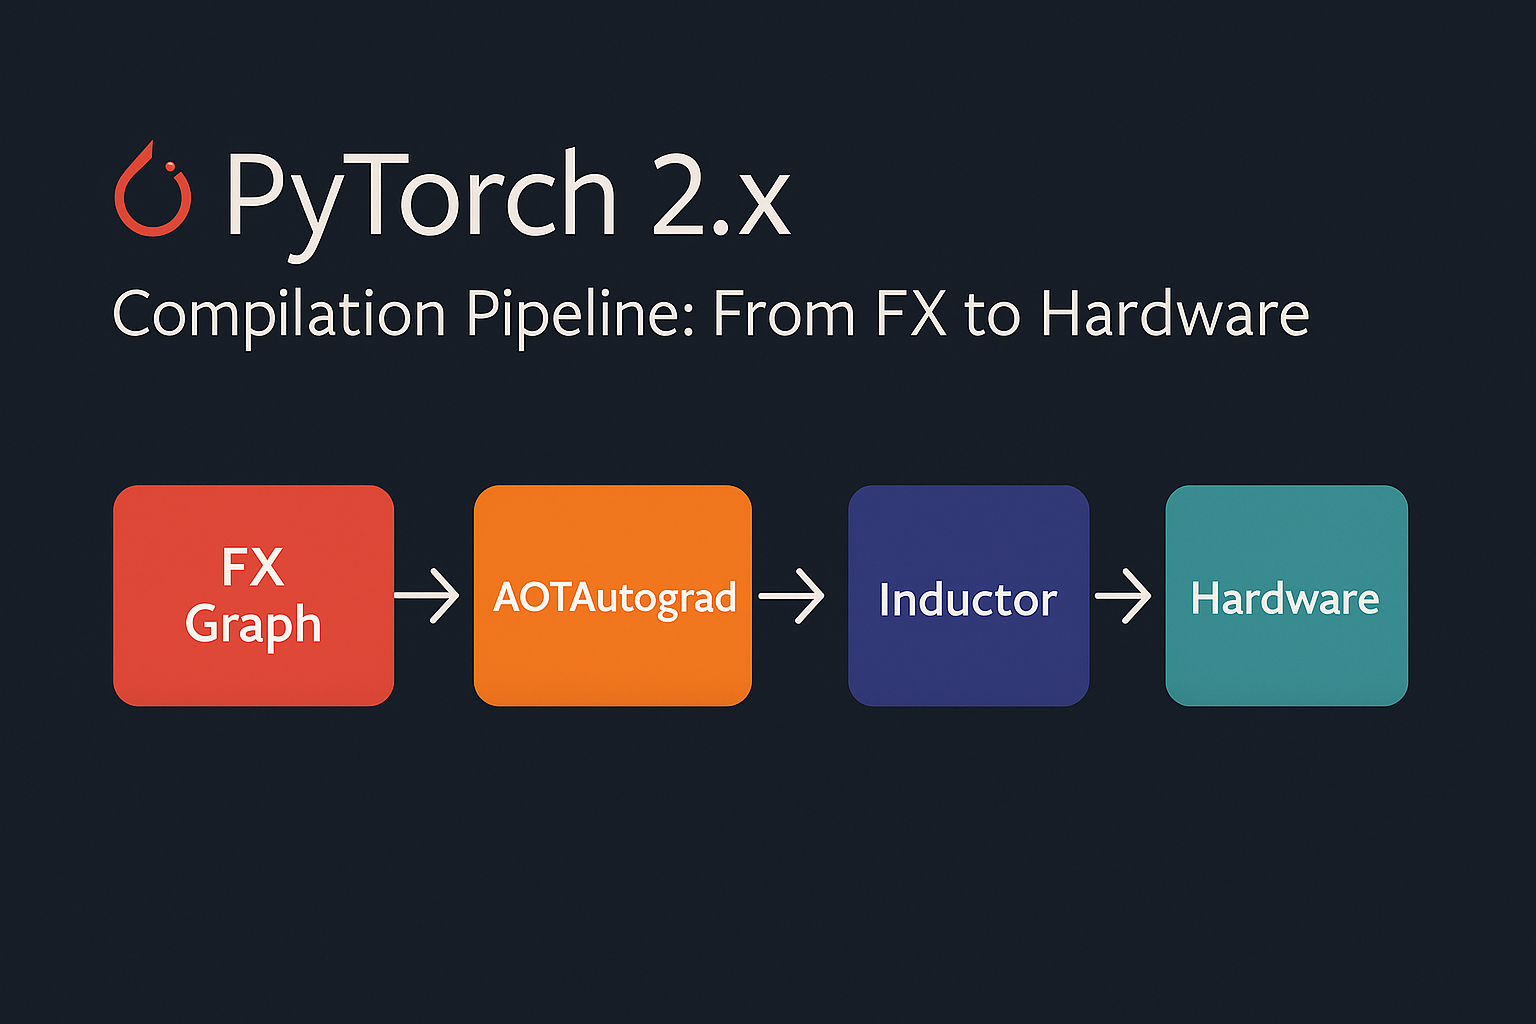 PyTorch 2.x
Compilation Pipeline: From FX to Hardware
FX
Graph
AOTAutograd
Inductor
Hardware